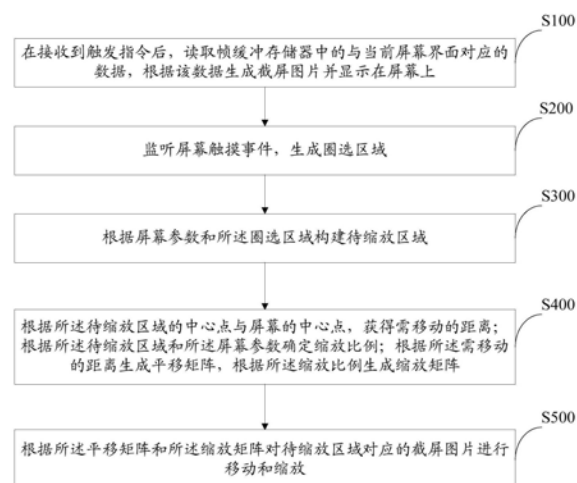 S100
在接收到触发指令后，读取帧缓冲存储器中的与当前屏幕界面对应的
数据，根据该数据生成截屏图片并显示在屏幕上
S200
监听屏幕触摸事件，生成圈选区域
S300
根据屏幕参数和所述圈选区域构建待缩放区域
S400
根据所述待缩放区域的中心点与屏幕的中心点，获得需移动的距离；
根据所述待缩放区域和所述屏幕参数确定缩放比例；根据所述需移动
的距离生成平移矩阵，根据所述缩放比例生成缩放矩阵
S500
根据所述平移矩阵和所述缩放矩阵对待缩放区域对应的截屏图片进行
移动和缩放